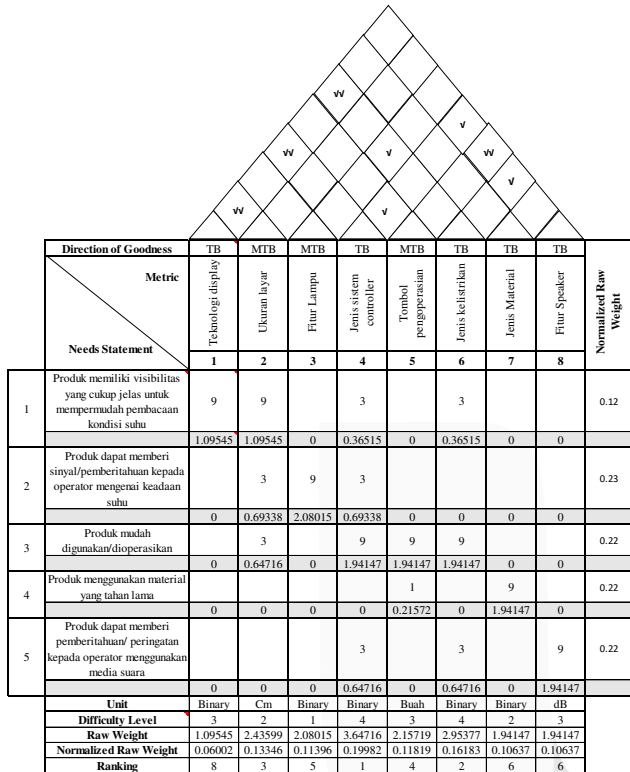 √√
√
√√
√
√√
√
√√
√
Direction of Goodness TB MTB MTB TB MTB TB TB TB
Metric
Needs Statement
Teknologi display
Ukuran layar
Fitur Lampu
Jenis sistem
controller
Tombol
pengoperasian
Jenis kelistrikan
Jenis Material
Fitur Speaker
Normalized Raw
Weight
1 2 3 4 5 6 7 8
1
Produk memiliki visibilitas
yang cukup jelas untuk
mempermudah pembacaan
kondisi suhu
9 9 3 3 0.12
1.09545 1.09545 0 0.36515 0 0.36515 0 0
2
Produk dapat memberi
sinyal/pemberitahuan kepada
operator mengenai keadaan
suhu
3 9 3 0.23
0 0.69338 2.08015 0.69338 0 0 0 0
3
Produk mudah
digunakan/dioperasikan
3 9 9 9 0.22
0 0.64716 0 1.94147 1.94147 1.94147 0 0
4
Produk menggunakan material
yang tahan lama
1 9 0.22
0 0 0 0 0.21572 0 1.94147 0
5
Produk dapat memberi
pemberitahuan/ peringatan
kepada operator menggunakan
media suara
3 3 9 0.22
0 0 0 0.64716 0 0.64716 0 1.94147
Unit Binary Cm Binary Binary Buah Binary Binary dB
Difficulty Level 3 2 1 4 3 4 2 3
Raw Weight 1.09545 2.43599 2.08015 3.64716 2.15719 2.95377 1.94147 1.94147
Normalized Raw Weight 0.06002 0.13346 0.11396 0.19982 0.11819 0.16183 0.10637 0.10637
Ranking 8 3 5 1 4 2 6 6